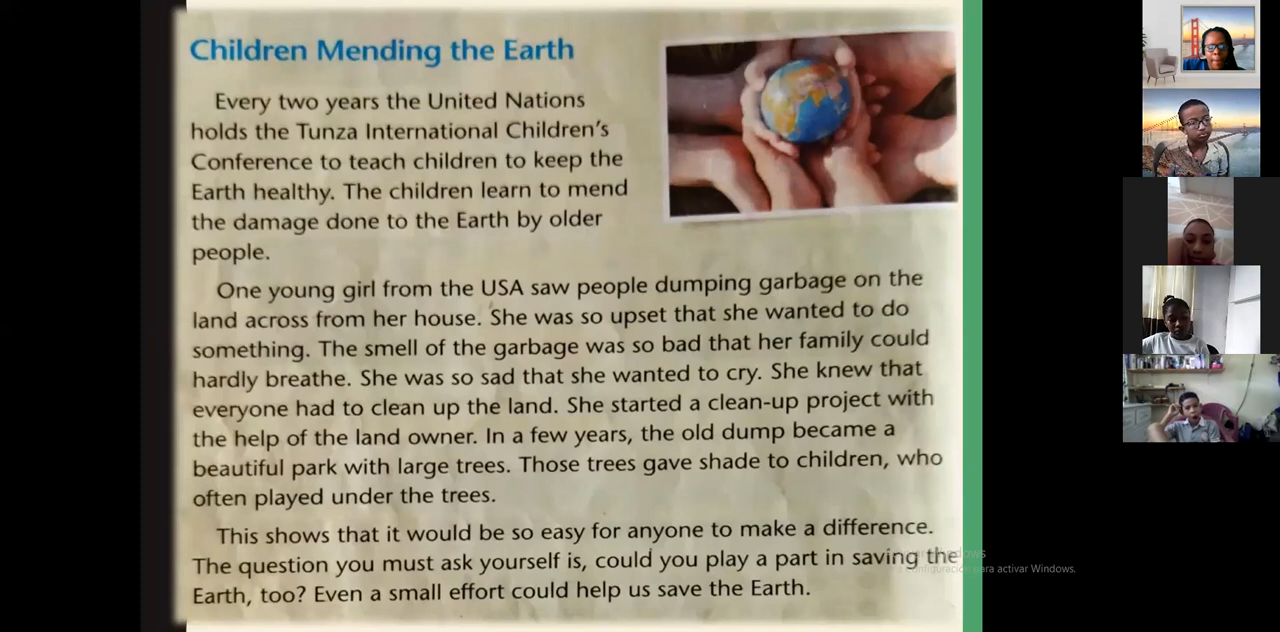 Children Mending the Earth
Every two years the United Nations
holds the Tunza International Children's
Conference to teach children to keep the
Earth healthy. The children learn to mend
the damage done to the Earth by older
people.
One young girl from the USA saw people dumping garbage on the
land across from her house. She was so upset that she wanted to do
something. The smell of the garbage was so bad that her family could
hardly breathe. She was so sad that she wanted to cry. She knew that
everyone had to clean up the land. She started a clean-up project with
the help of the land owner. In a few years, the old dump became a
beautiful park with large trees. Those trees gave shade to children, who
often played under the trees.
This shows that it would be so easy for anyone to make a difference.
The question you must ask yourself is, could you play a part in saving the
Earth, too? Even a small effort could help us save the Earth.
para activar Windows.